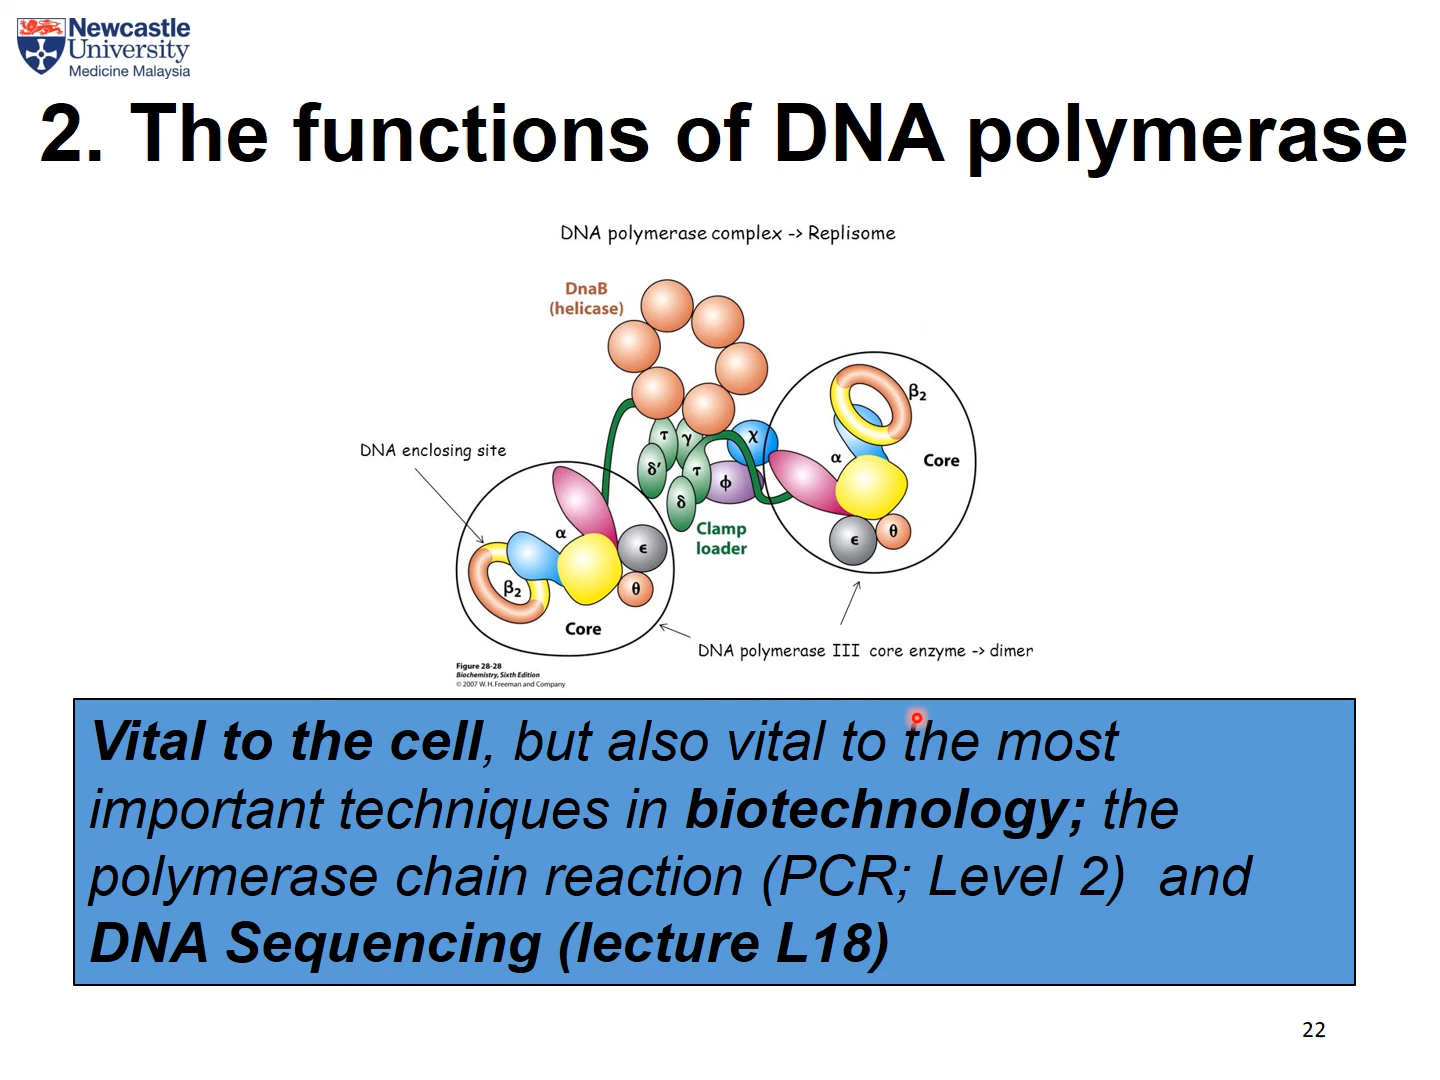 Newcastle
University
Medicine Malaysia
2. The functions of DNA polymerase
DNA polymerase complex -> Replisome
DnaB
(helicase)
β2
τ γ χ
DNA enclosing site
α
Core
δ' τ
ϕ
δ
Clamp
loader
α
ϵ
θ
ϵ
β2
θ
Core
DNA polymerase III core enzyme -> dimer
Figure 28-28
Biochemistry, Sixth Edition
© 2007 W. H. Freeman and Company
Vital to the cell, but also vital to the most
important techniques in biotechnology; the
polymerase chain reaction (PCR; Level 2) and
DNA Sequencing (lecture L18)
22